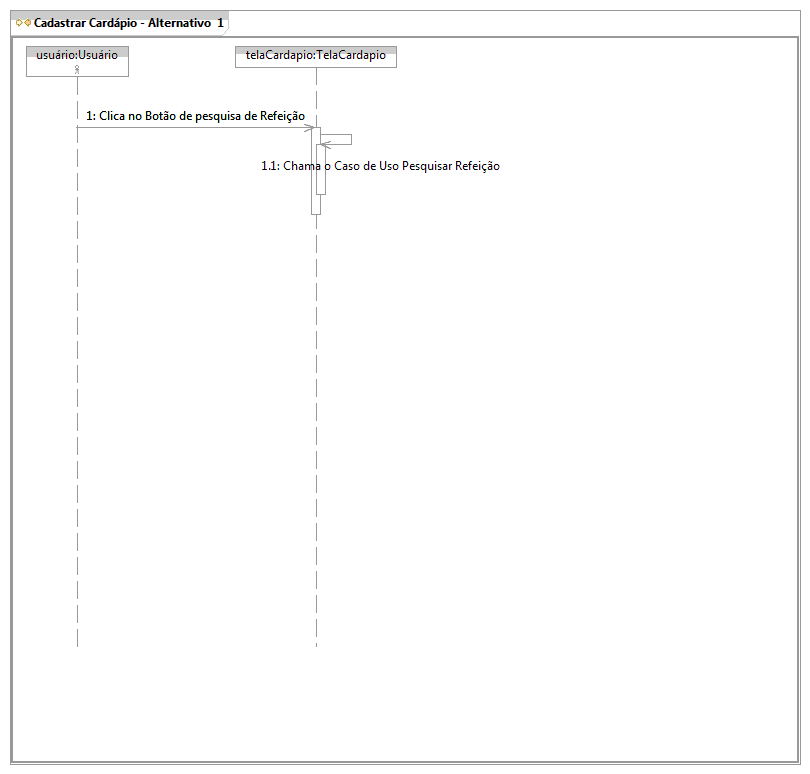 Cadastrar Cardápio - Alternativo 1
usuário:Usuário
telaCardapio:TelaCardapio
1: Clica no Botão de pesquisa de Refeição
1.1: Chama o Caso de Uso Pesquisar Refeição